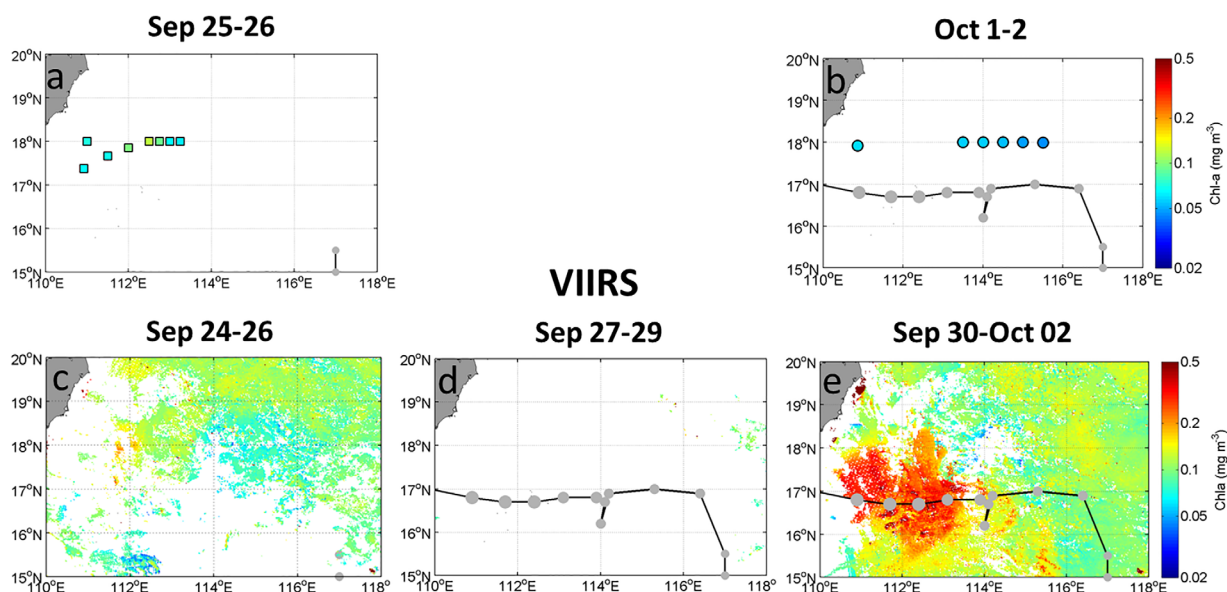 Sep 25-26
Oct 1-2
20°N
19°N
18°N
17°N
16°N
15°N
a
110°E
112°E
114°E
116°E
118°E
20°N
19°N
18°N
17°N
16°N
15°N
b
110°E
112°E
114°E
116°E
118°E
0.5
0.2
0.1
0.05
0.02
Chl-a (mg m-3)
VIIRS
Sep 24-26
Sep 27-29
Sep 30-Oct 02
20°N
19°N
18°N
17°N
16°N
15°N
c
110°E
112°E
114°E
116°E
118°E
20°N
19°N
18°N
17°N
16°N
15°N
d
110°E
112°E
114°E
116°E
118°E
20°N
19°N
18°N
17°N
16°N
15°N
e
110°E
112°E
114°E
116°E
118°E
0.5
0.2
0.1
0.05
0.02
Chla (mg m-3)